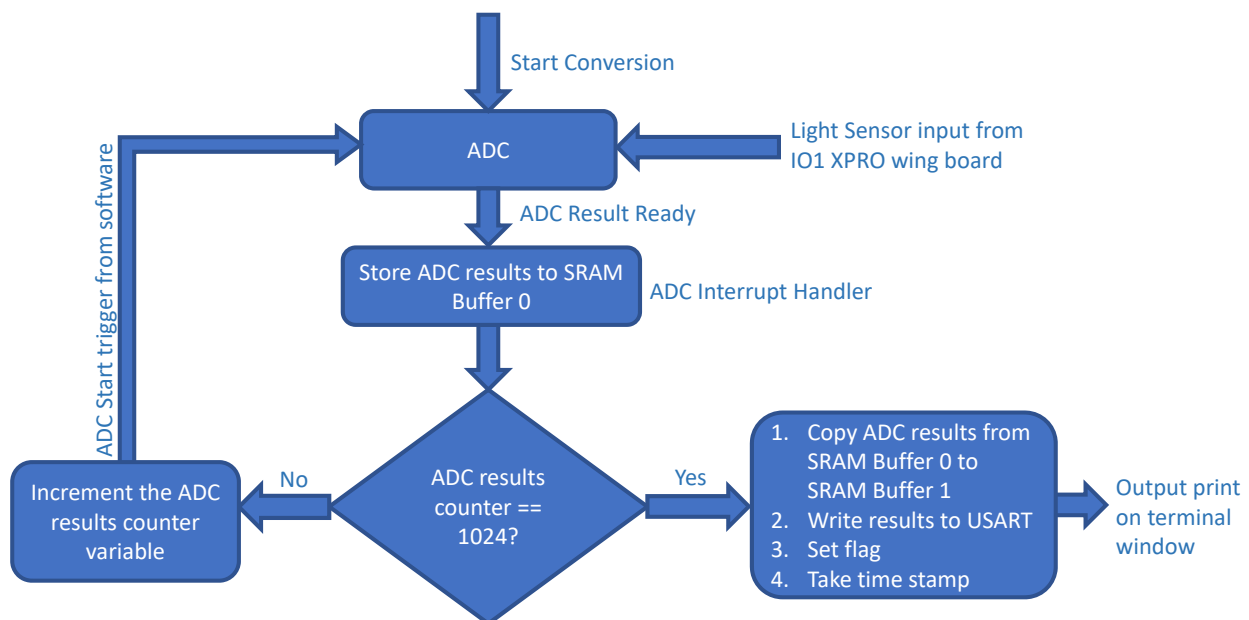 Start Conversion
ADC
Light Sensor input from
IO1 XPRO wing board
ADC Result Ready
Store ADC results to SRAM
Buffer 0
ADC Interrupt Handler
ADC Start trigger from software
ADC results
counter ==
1024?
No
Increment the ADC
results counter
variable
Yes
1. Copy ADC results from
SRAM Buffer 0 to
SRAM Buffer 1
2. Write results to USART
3. Set flag
4. Take time stamp
Output print
on terminal
window